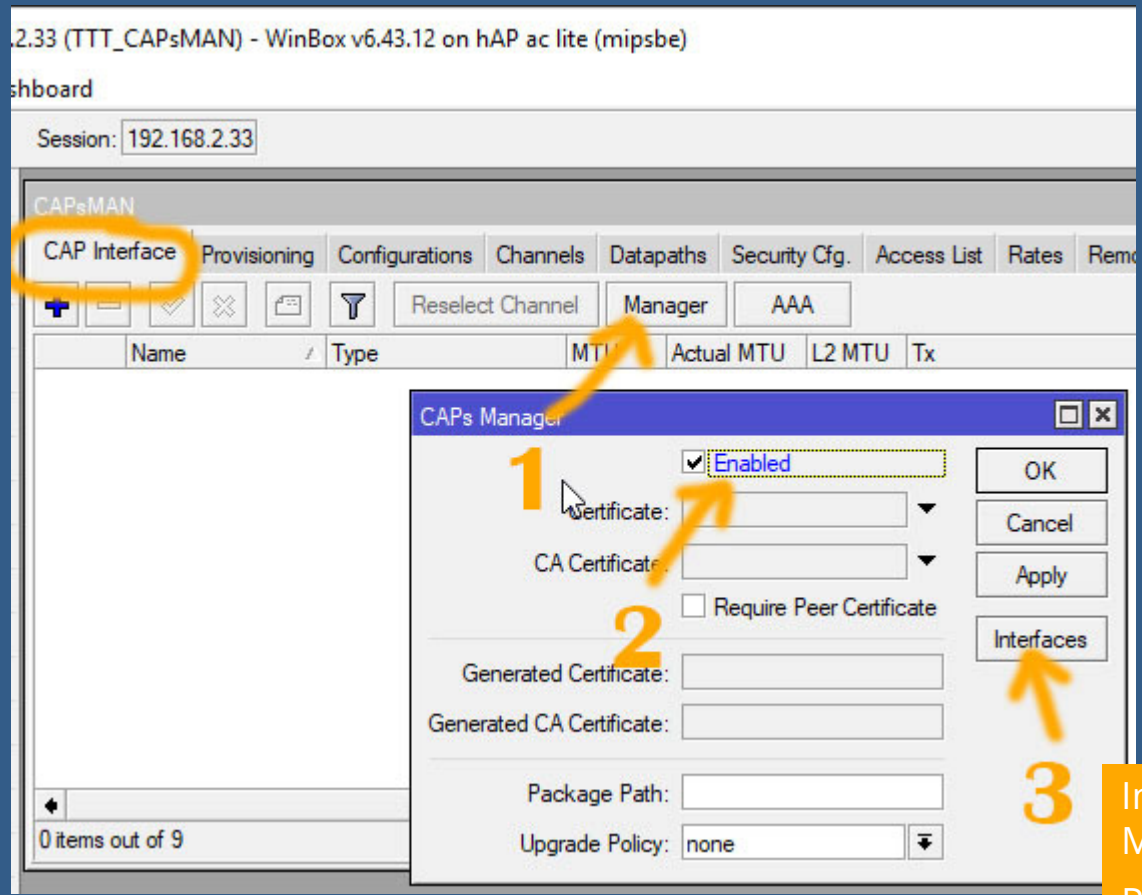 .2.33 (TTT_CAPsMAN) - WinBox v6.43.12 on hAP ac lite (mipsbe)
shboard
Session: 192.168.2.33
CAPsMAN
CAP Interface Provisioning Configurations Channels Datapaths Security Cfg. Access List Rates Remo
Reselect Channel Manager AAA
Name Type MTU Actual MTU L2 MTU Tx
CAPs Manager
1
Enabled
OK
Certificate:
Cancel
CA Certificate:
Apply
2
Require Peer Certificate
Interfaces
Generated Certificate:
Generated CA Certificate:
3
Package Path:
0 items out of 9
Upgrade Policy: none